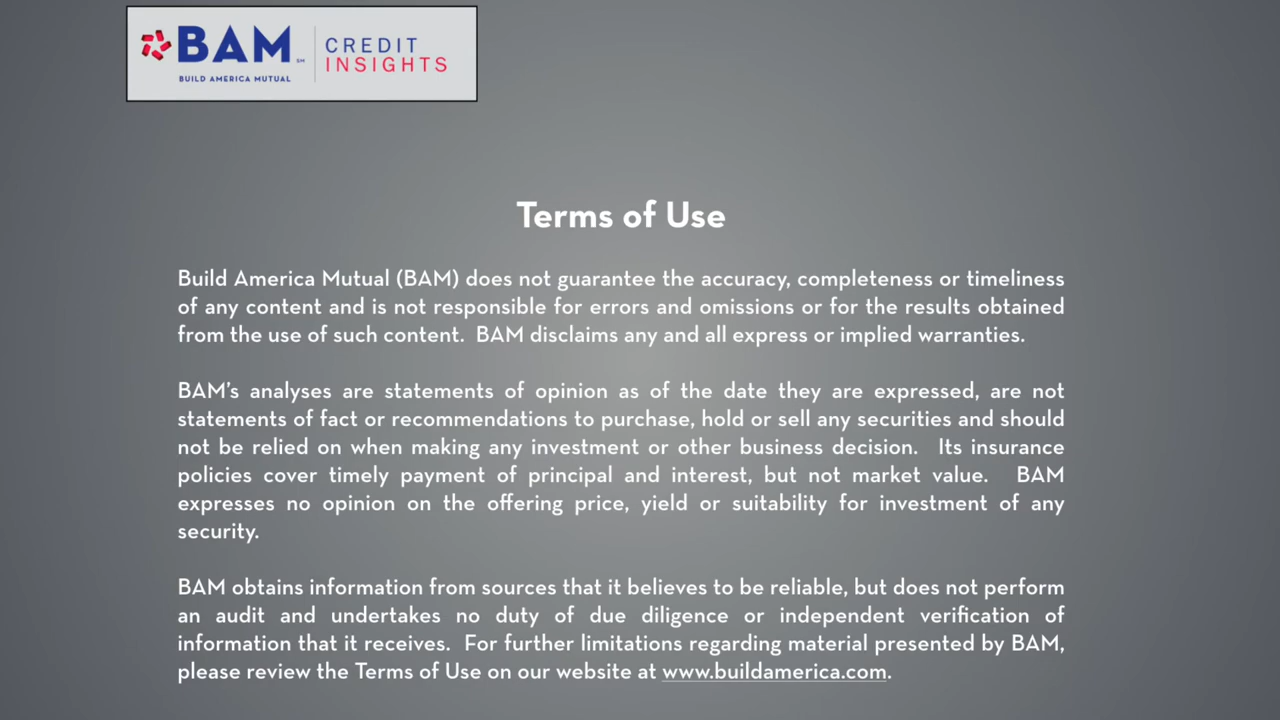 BAM SM
BUILD AMERICA MUTUAL
CREDIT
INSIGHTS
Terms of Use
Build America Mutual (BAM) does not guarantee the accuracy, completeness or timeliness
of any content and is not responsible for errors and omissions or for the results obtained
from the use of such content.  BAM disclaims any and all express or implied warranties.
BAM’s analyses are statements of opinion as of the date they are expressed, are not
statements of fact or recommendations to purchase, hold or sell any securities and should
not be relied on when making any investment or other business decision.  Its insurance
policies cover timely payment of principal and interest, but not market value.  BAM
expresses no opinion on the offering price, yield or suitability for investment of any
security.
BAM obtains information from sources that it believes to be reliable, but does not perform
an audit and undertakes no duty of due diligence or independent verification of
information that it receives.  For further limitations regarding material presented by BAM,
please review the Terms of Use on our website at www.buildamerica.com.